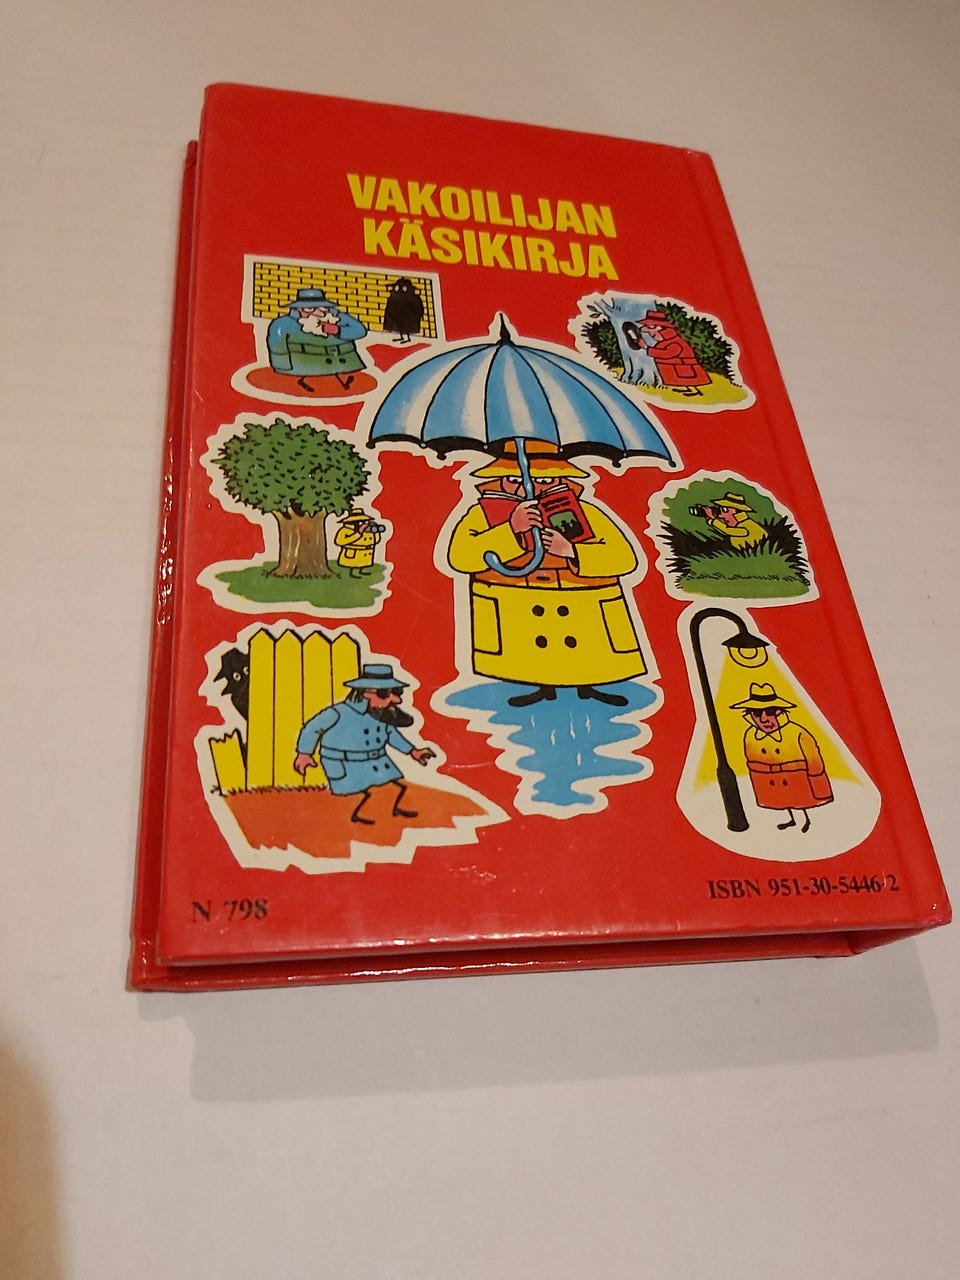 VAKOILIJAN
KÄSIKIRJA
N 798
ISBN 951-30-5446-2